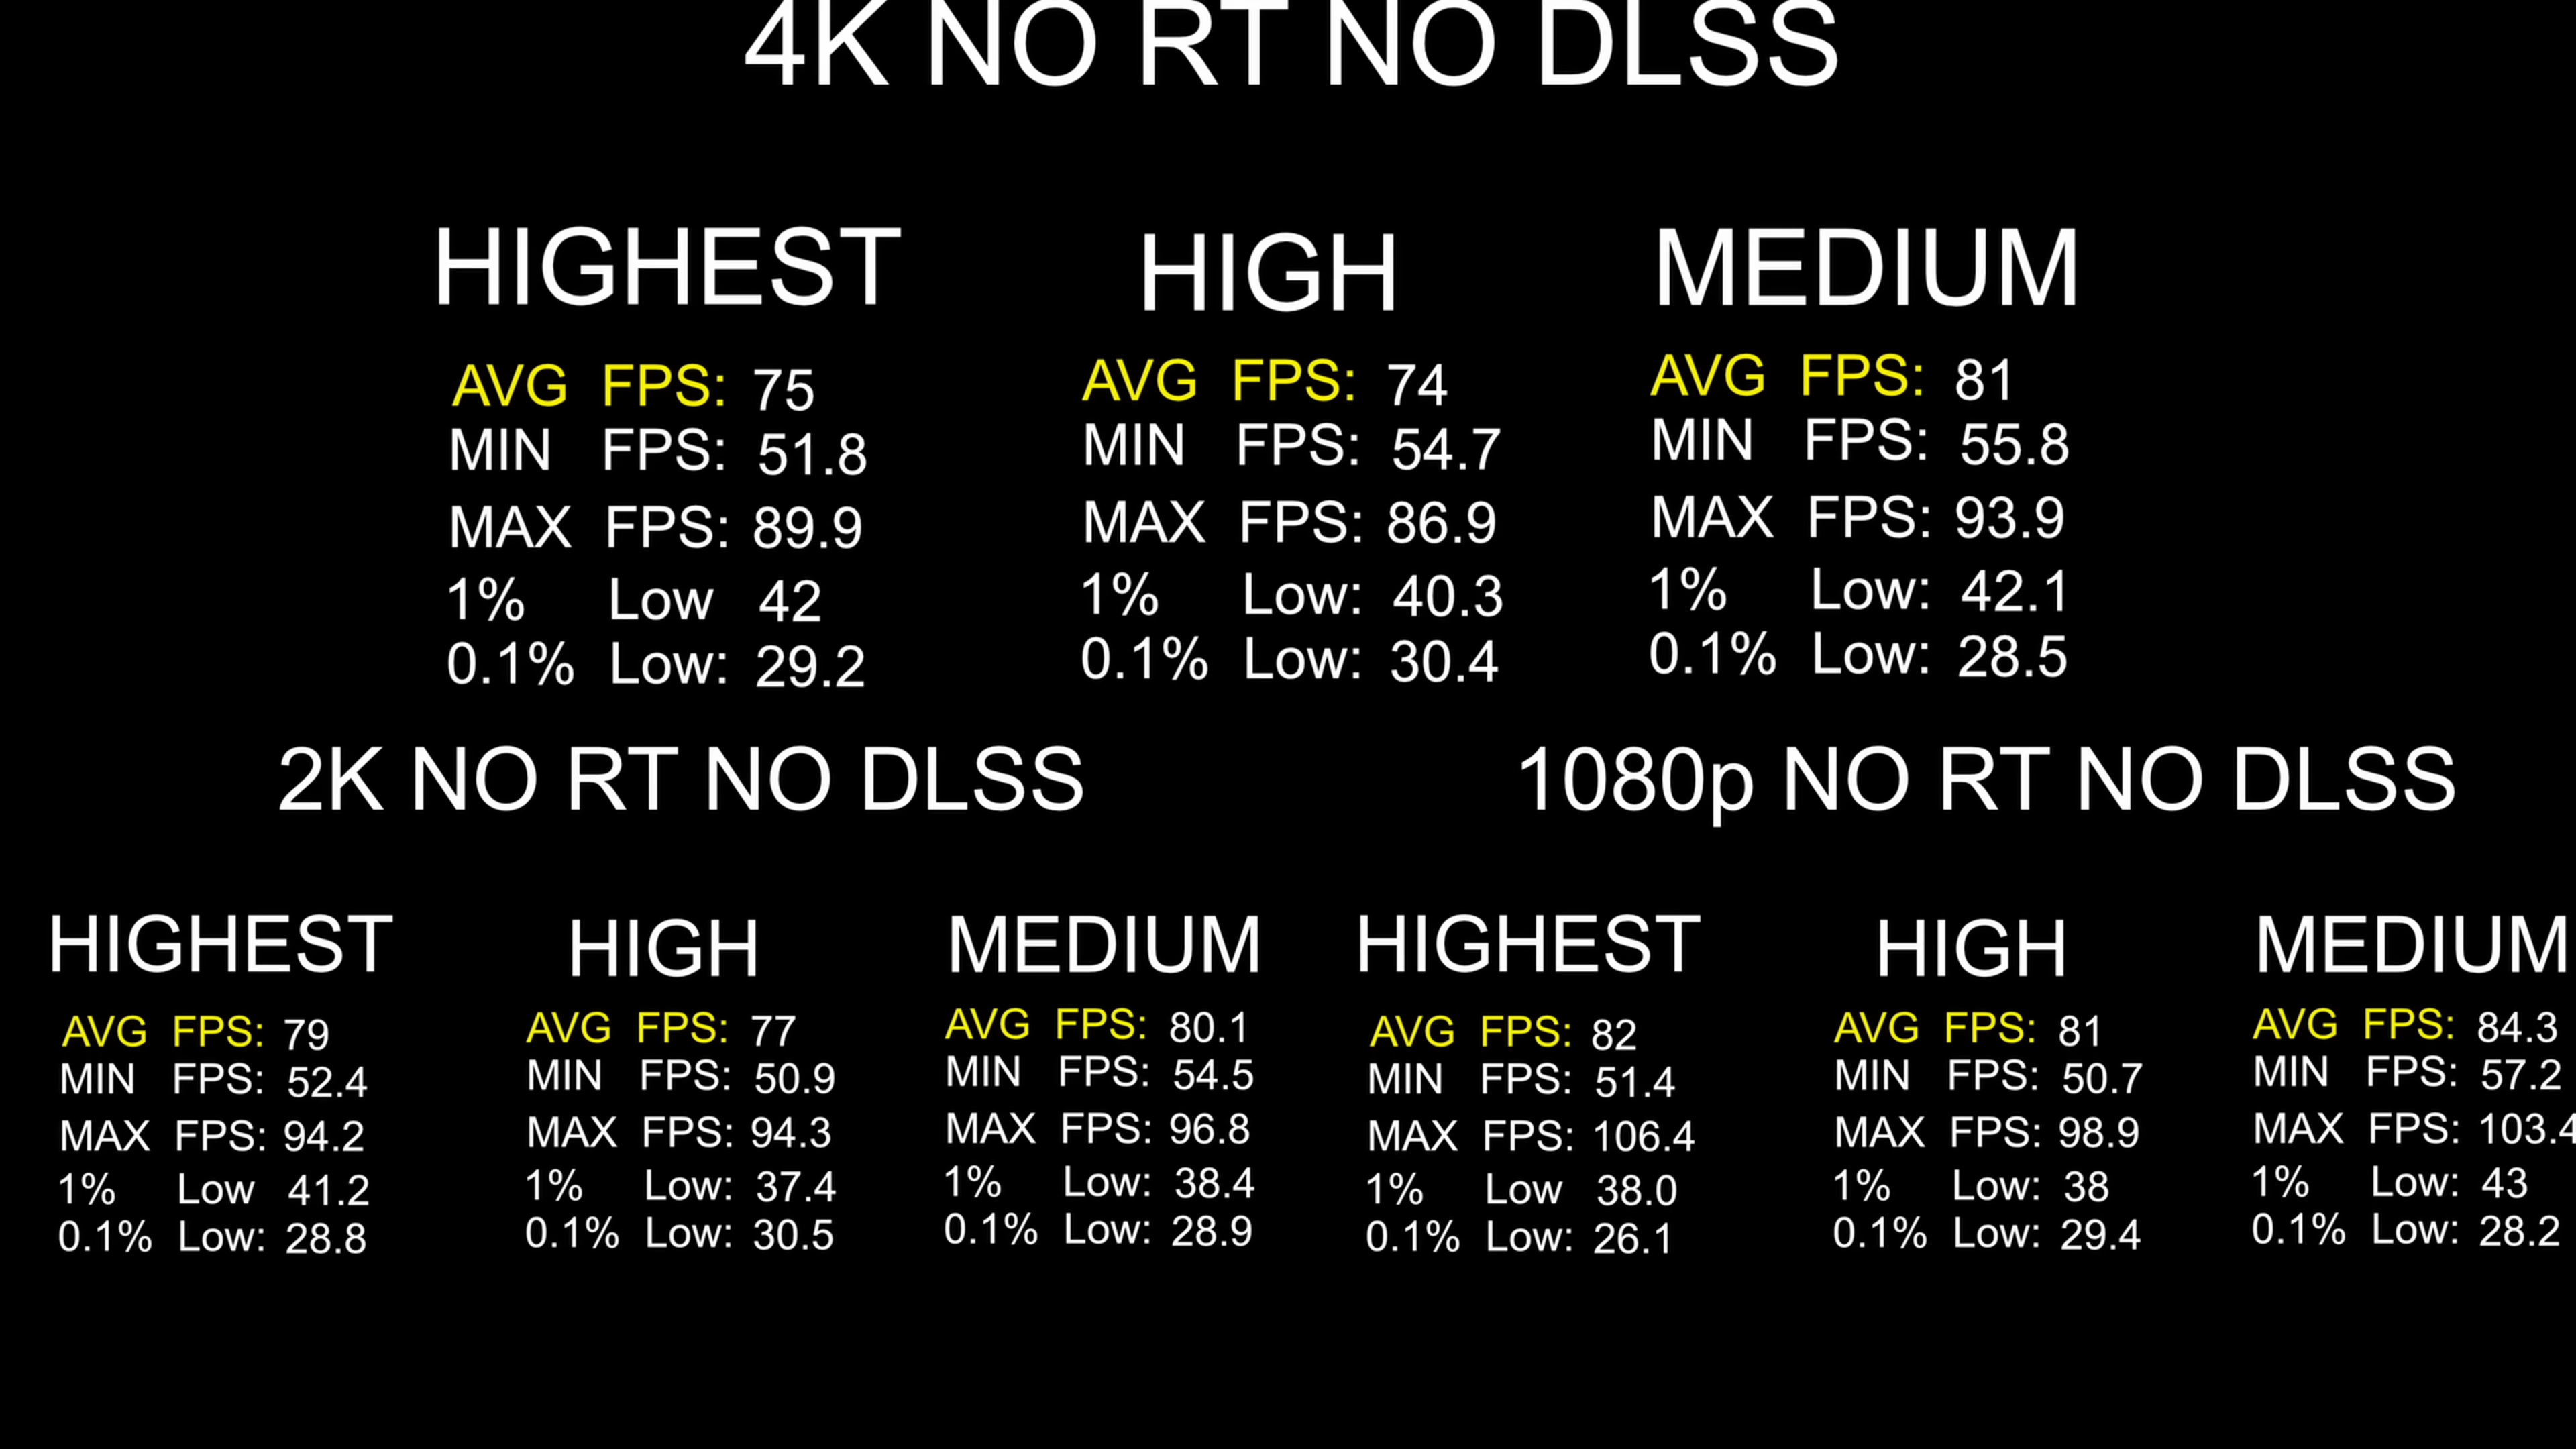 4K NO RT NO DLSS
HIGHEST
AVG FPS: 75
MIN FPS: 51.8
MAX FPS: 89.9
1% Low 42
0.1% Low: 29.2
HIGH
AVG FPS: 74
MIN FPS: 54.7
MAX FPS: 86.9
1% Low: 40.3
0.1% Low: 30.4
MEDIUM
AVG FPS: 81
MIN FPS: 55.8
MAX FPS: 93.9
1% Low: 42.1
0.1% Low: 28.5
2K NO RT NO DLSS
HIGHEST
AVG FPS: 79
MIN FPS: 52.4
MAX FPS: 94.2
1% Low 41.2
0.1% Low: 28.8
HIGH
AVG FPS: 77
MIN FPS: 50.9
MAX FPS: 94.3
1% Low: 37.4
0.1% Low: 30.5
MEDIUM
AVG FPS: 80.1
MIN FPS: 54.5
MAX FPS: 96.8
1% Low: 38.4
0.1% Low: 28.9
1080p NO RT NO DLSS
HIGHEST
AVG FPS: 82
MIN FPS: 51.4
MAX FPS: 106.4
1% Low 38.0
0.1% Low: 26.1
HIGH
AVG FPS: 81
MIN FPS: 50.7
MAX FPS: 98.9
1% Low: 38
0.1% Low: 29.4
MEDIUM
AVG FPS: 84.3
MIN FPS: 57.2
MAX FPS: 103.4
1% Low: 43
0.1% Low: 28.2